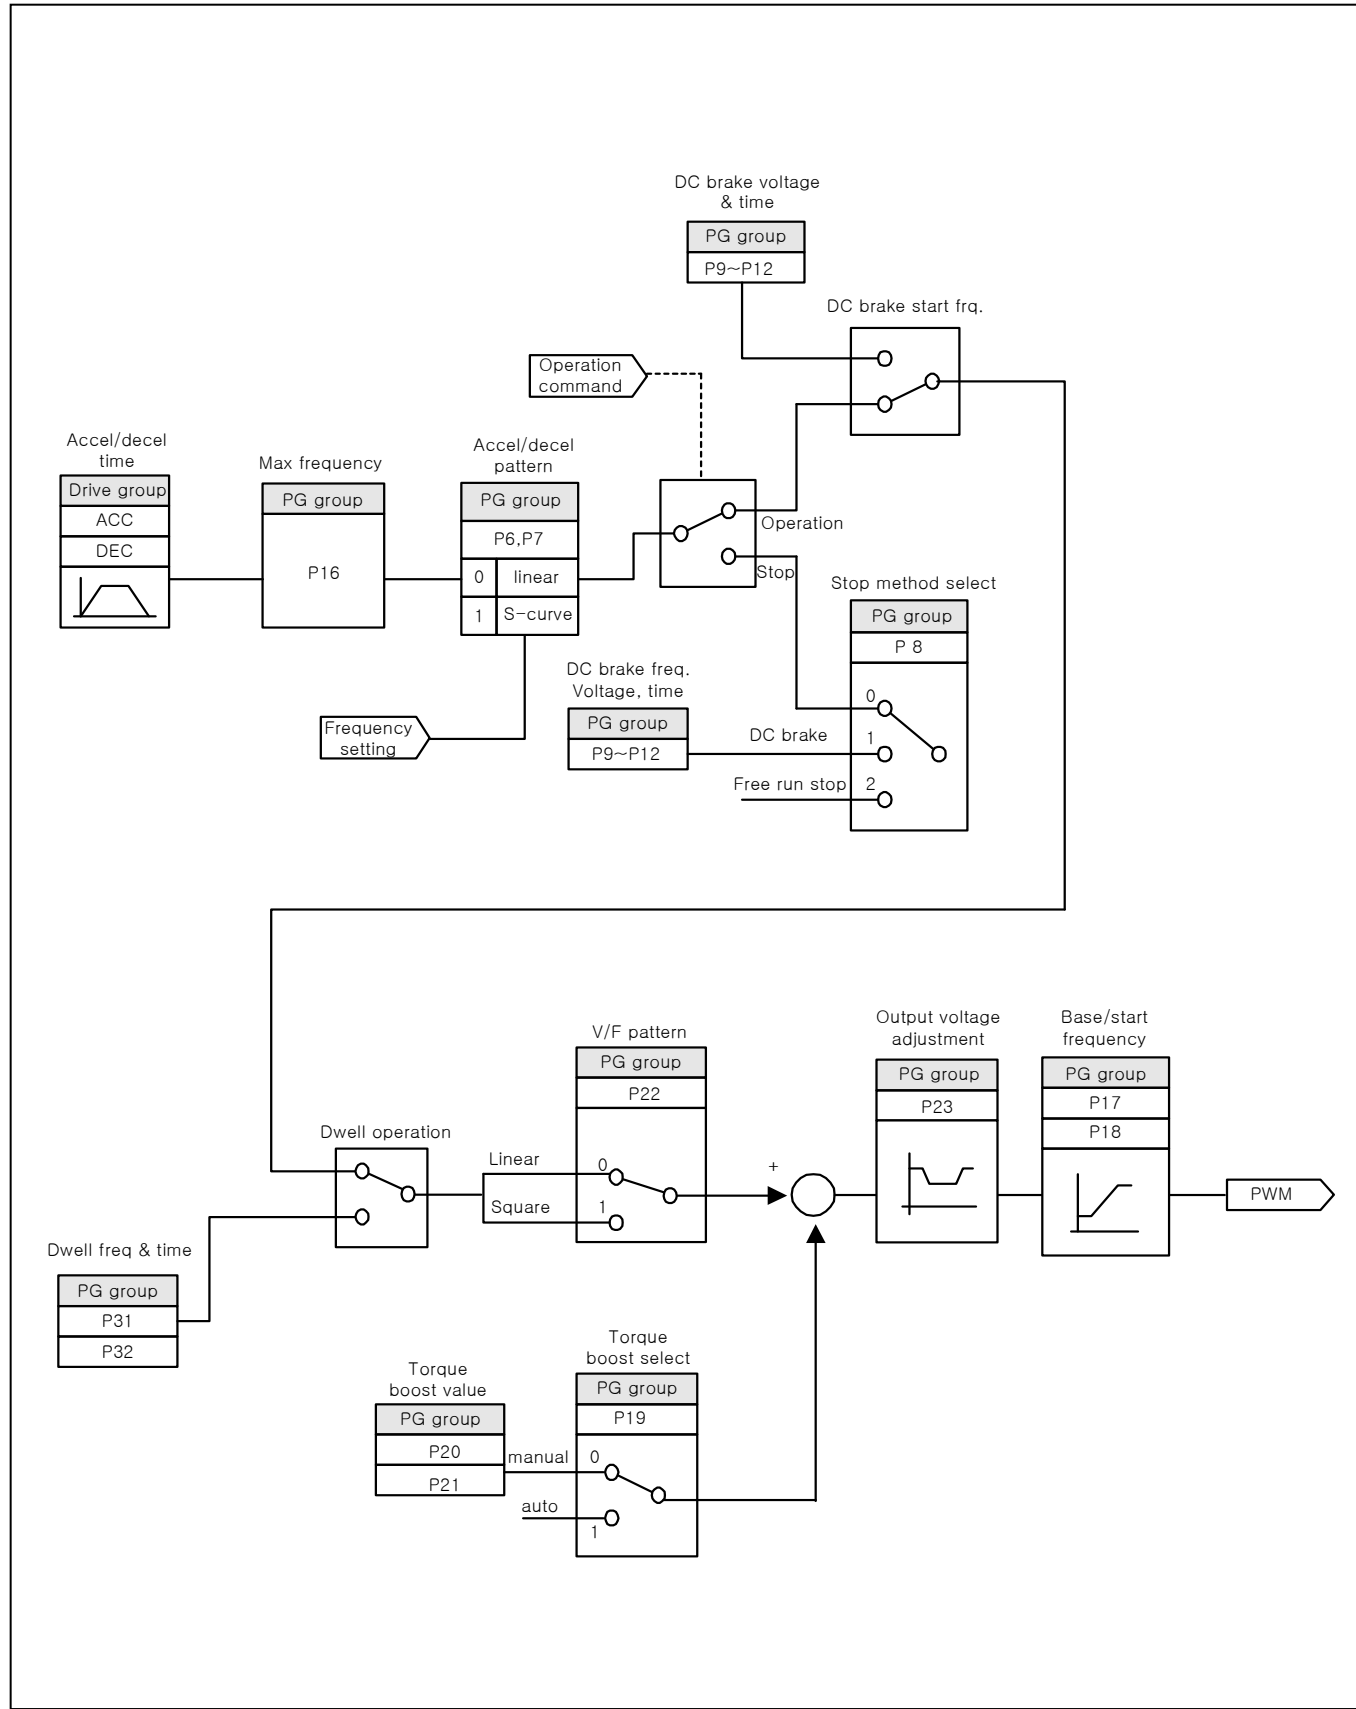 DC brake voltage
& time
PG group
P9~P12
DC brake start frq.
Operation
command
Accel/decel
time
Drive group
ACC
DEC
Max frequency
PG group
P16
Accel/decel
pattern
PG group
P6,P7
0 linear
1 S-curve
Operation
Stop
Stop method select
PG group
P 8
0
1
2
DC brake freq.
Voltage, time
PG group
P9~P12
DC brake
Free run stop
Frequency
setting
V/F pattern
PG group
P22
0
1
Output voltage
adjustment
PG group
P23
Base/start
frequency
PG group
P17
P18
Dwell operation
Linear
Square
+
PWM
Dwell freq & time
PG group
P31
P32
Torque
boost select
PG group
P19
0
1
Torque
boost value
PG group
P20
P21
manual
auto